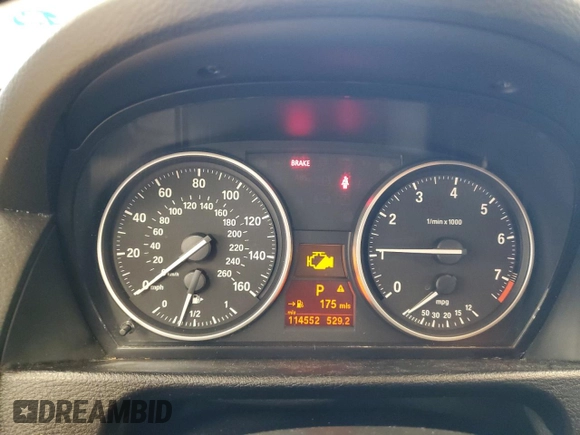 BRAKE
0 20 40 60 80 100 120 140 160
20 40 60 80 100 120 140 160 180 200 220 240 260
mph
0 1/2 1
0 1 2 3 4 5 6 7
1/min x 1000
mpg
50 30 20 15 12
P
175 mls
mls
114552 529.2
DREAMBID